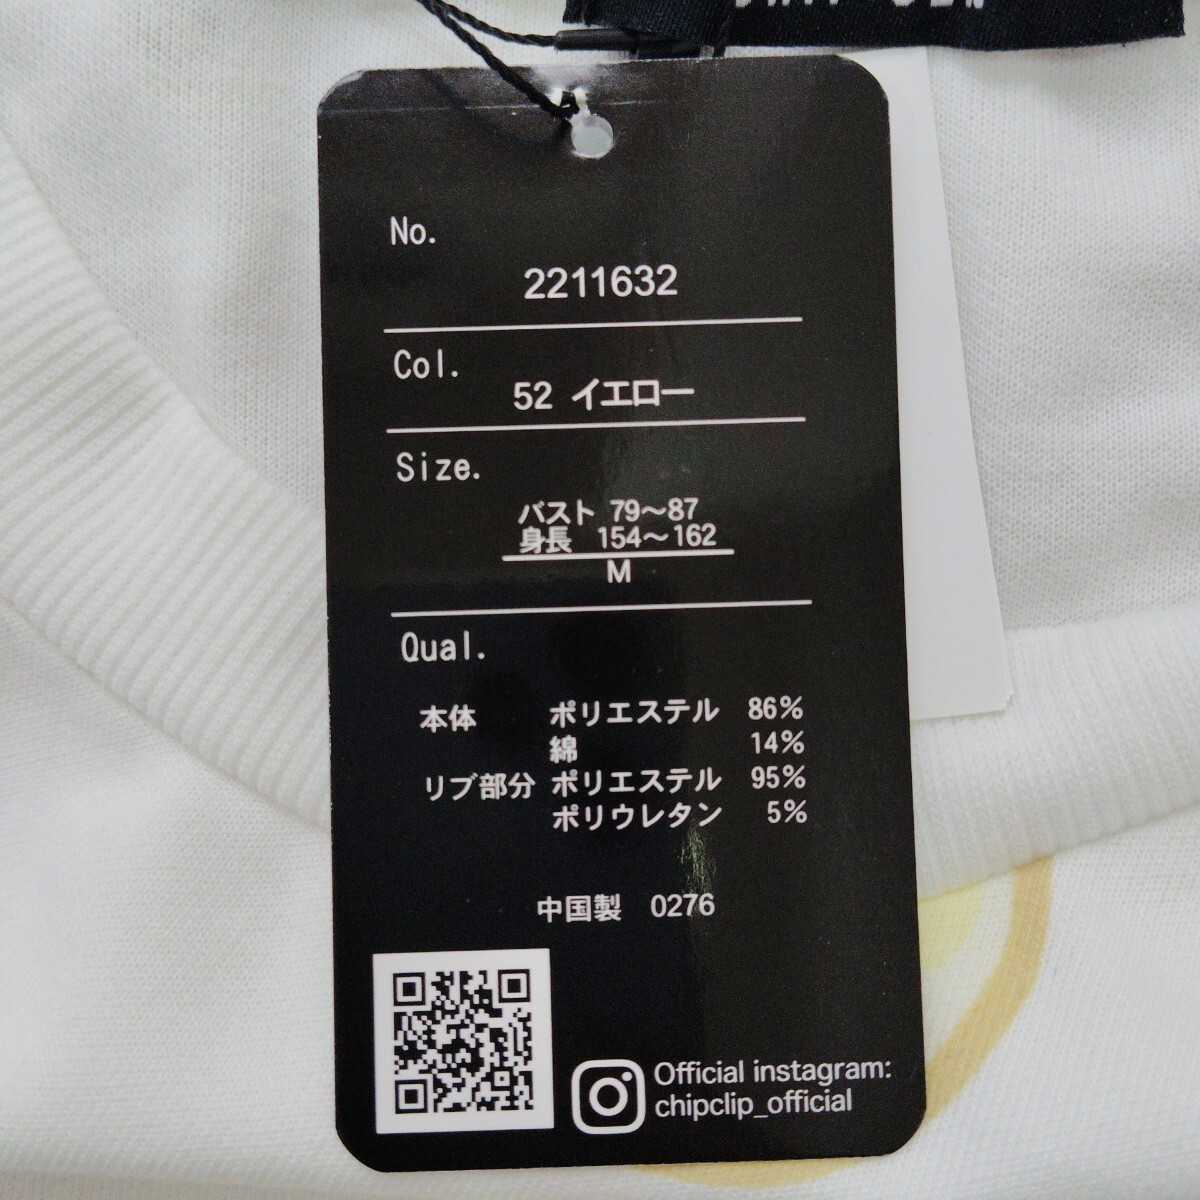 No.
2211632
Col.
52 イエロー
Size.
バスト 79〜87
身長 154〜162
M
Qual.
本体 ポリエステル 86%
綿 14%
リブ部分 ポリエステル 95%
ポリウレタン 5%
中国製 0276
Official instagram:
chipclip_official